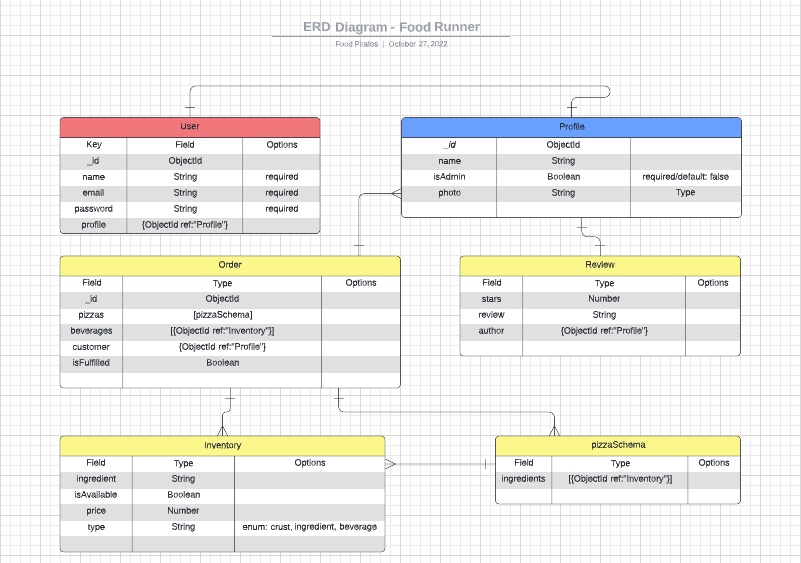 ERD Diagram - Food Runner
Food Pirates | October 27, 2022
User
Key Field Options
_id ObjectId
name String required
email String required
password String required
profile {ObjectId ref:"Profile"}
Profile
_id ObjectId
name String
isAdmin Boolean required/default: false
photo String Type
Order
Field Type Options
_id ObjectId
pizzas [pizzaSchema]
beverages [{ObjectId ref:"Inventory"}]
customer {ObjectId ref:"Profile"}
isFulfilled Boolean
Review
Field Type Options
stars Number
review String
author {ObjectId ref:"Profile"}
Inventory
Field Type Options
ingredient String
isAvailable Boolean
price Number
type String enum: crust, ingredient, beverage
pizzaSchema
Field Type Options
ingredients [{ObjectId ref:"Inventory"}]